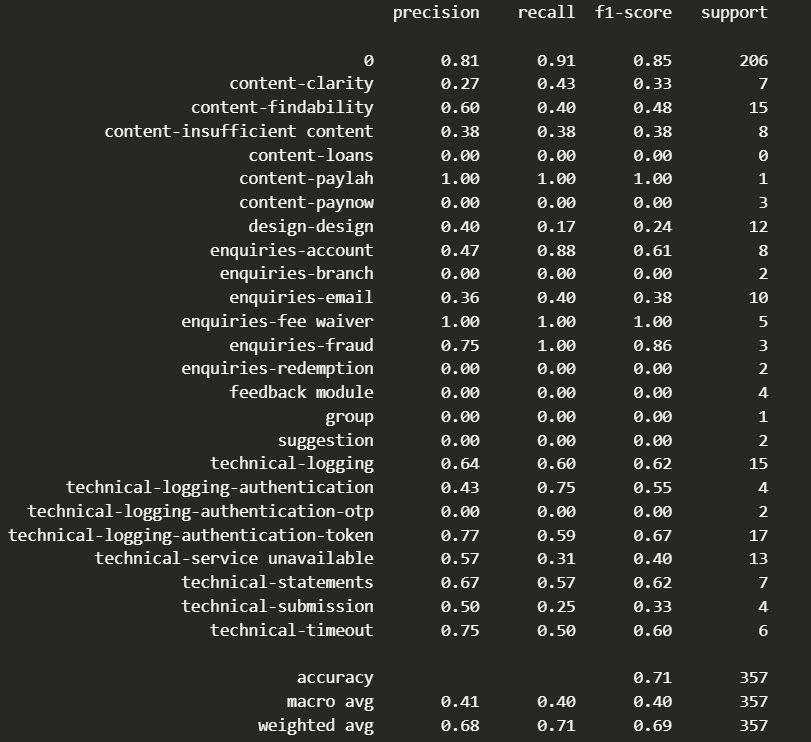 precision recall f1-score support
0 0.81 0.91 0.85 206
content-clarity 0.27 0.43 0.33 7
content-findability 0.60 0.40 0.48 15
content-insufficient content 0.38 0.38 0.38 8
content-loans 0.00 0.00 0.00 0
content-paylah 1.00 1.00 1.00 1
content-paynow 0.00 0.00 0.00 3
design-design 0.40 0.17 0.24 12
enquiries-account 0.47 0.88 0.61 8
enquiries-branch 0.00 0.00 0.00 2
enquiries-email 0.36 0.40 0.38 10
enquiries-fee waiver 1.00 1.00 1.00 5
enquiries-fraud 0.75 1.00 0.86 3
enquiries-redemption 0.00 0.00 0.00 2
feedback module 0.00 0.00 0.00 4
group 0.00 0.00 0.00 1
suggestion 0.00 0.00 0.00 2
technical-logging 0.64 0.60 0.62 15
technical-logging-authentication 0.43 0.75 0.55 4
technical-logging-authentication-otp 0.00 0.00 0.00 2
technical-logging-authentication-token 0.77 0.59 0.67 17
technical-service unavailable 0.57 0.31 0.40 13
technical-statements 0.67 0.57 0.62 7
technical-submission 0.50 0.25 0.33 4
technical-timeout 0.75 0.50 0.60 6
accuracy 0.71 357
macro avg 0.41 0.40 0.40 357
weighted avg 0.68 0.71 0.69 357